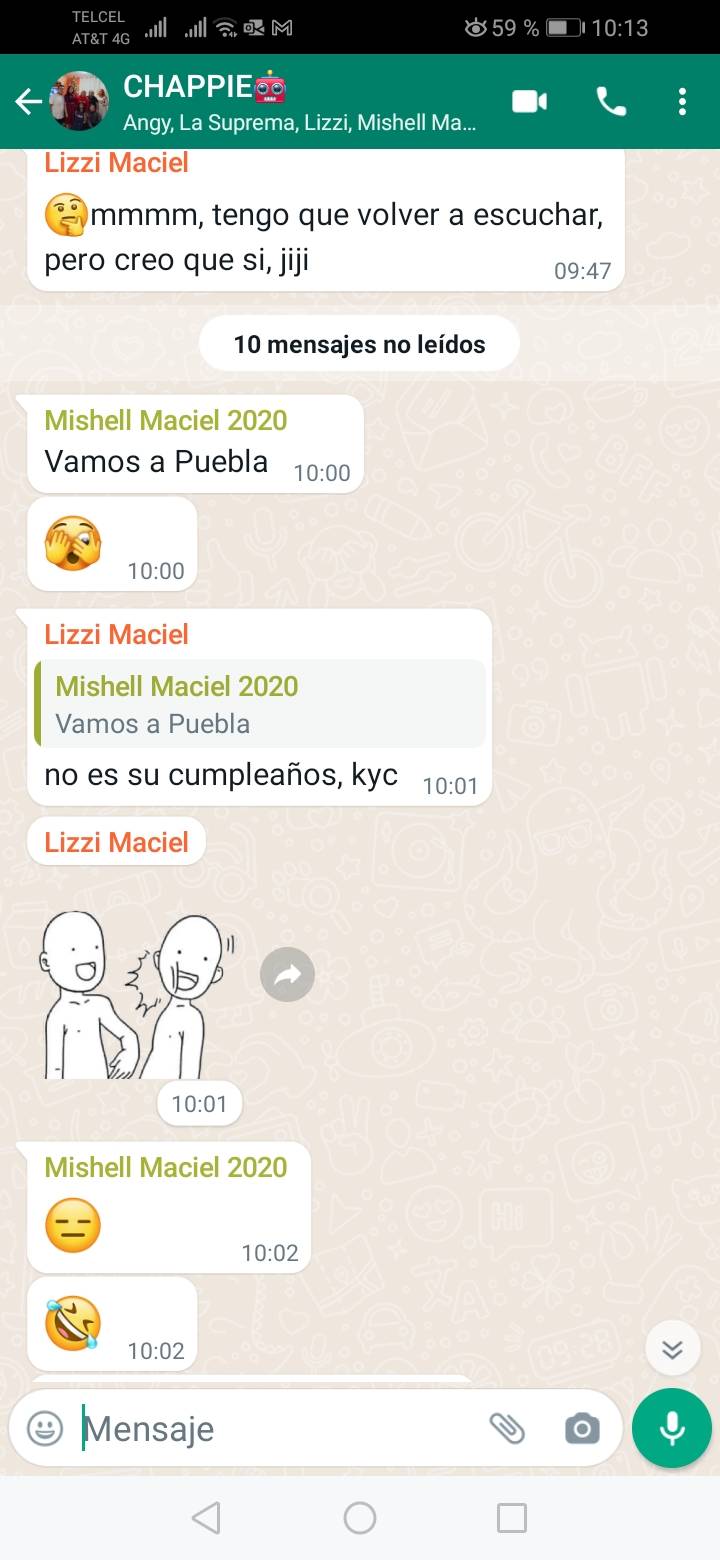 TELCEL
AT&T 4G
59 %
10:13
CHAPPIE
Angy, La Suprema, Lizzi, Mishell Ma...
Lizzi Maciel
mmmm, tengo que volver a escuchar,
pero creo que si, jiji
09:47
10 mensajes no leídos
Mishell Maciel 2020
Vamos a Puebla
10:00
10:00
Lizzi Maciel
Mishell Maciel 2020
Vamos a Puebla
no es su cumpleaños, kyc
10:01
Lizzi Maciel
10:01
Mishell Maciel 2020
10:02
10:02
Mensaje